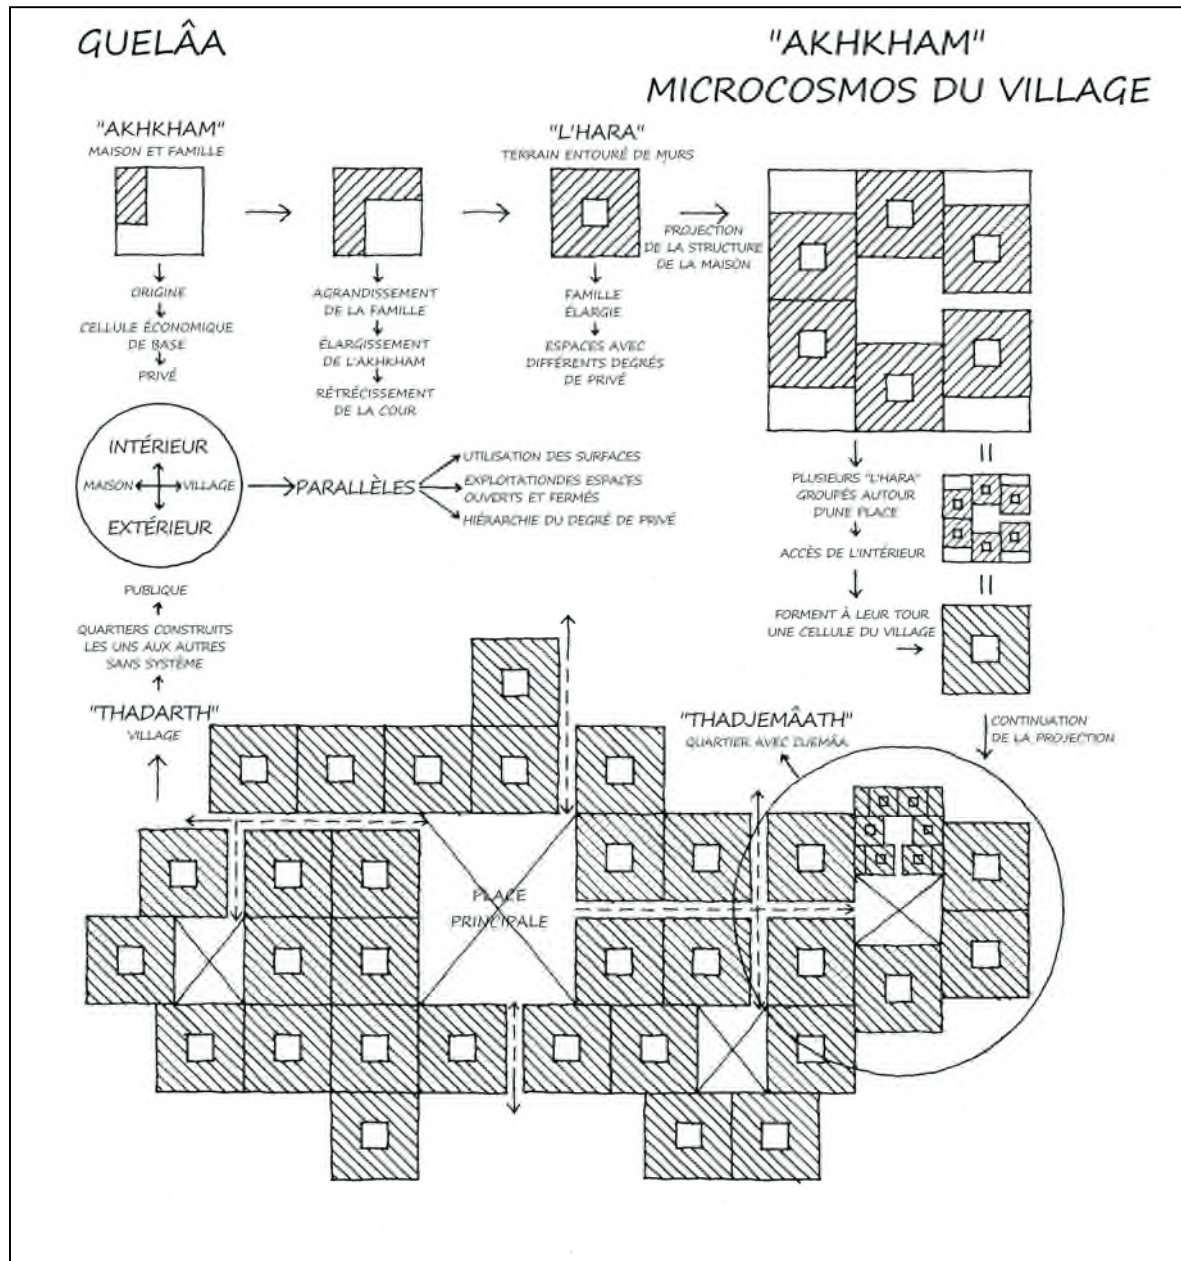 GUELÂA
"AKHKHAM"
MICROCOSMOS DU VILLAGE
"AKHKHAM"
MAISON ET FAMILLE
"L'HARA"
TERRAIN ENTOURÉ DE MURS
PROJECTION
DE LA STRUCTURE
DE LA MAISON
ORIGINE
CELLULE ÉCONOMIQUE
DE BASE
PRIVÉ
AGRANDISSEMENT
DE LA FAMILLE
ÉLARGISSEMENT
DE L'AKHKHAM
RÉTRÉCISSEMENT
DE LA COUR
FAMILLE
ÉLARGIE
ESPACES AVEC
DIFFÉRENTS DEGRÉS
DE PRIVÉ
INTÉRIEUR
MAISON VILLAGE
EXTÉRIEUR
PARALLÈLES
UTILISATION DES SURFACES
EXPLOITATIONDES ESPACES
OUVERTS ET FERMÉS
HIÉRARCHIE DU DEGRÉ DE PRIVÉ
PLUSIEURS "L'HARA"
GROUPÉS AUTOUR
D'UNE PLACE
ACCÈS DE L'INTÉRIEUR
FORMENT À LEUR TOUR
UNE CELLULE DU VILLAGE
PUBLIQUE
QUARTIERS CONSTRUITS
LES UNS AUX AUTRES
SANS SYSTÈME
"THADARTH"
VILLAGE
"THADJEMÂATH"
QUARTIER AVEC DJEMÂA
CONTINUATION
DE LA PROJECTION
PLACE
PRINCIPALE